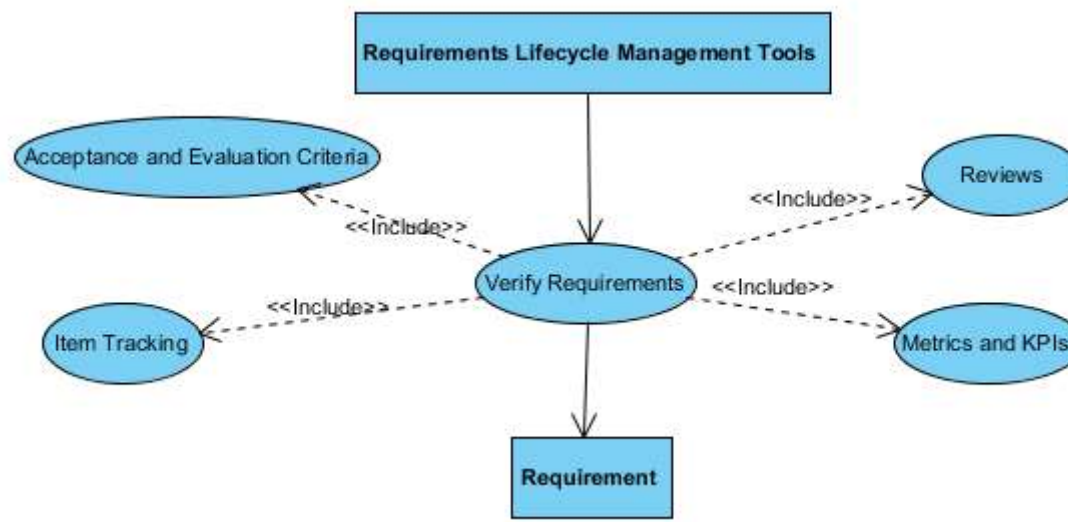 Requirements Lifecycle Management Tools
Acceptance and Evaluation Criteria
Reviews
<<Include>>
<<Include>>
Verify Requirements
<<Include>>
<<Include>>
Item Tracking
Metrics and KPIs
Requirement